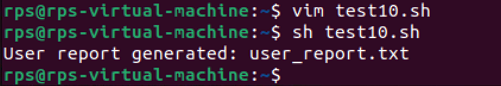 rps@rps-virtual-machine:~$ vim test10.sh
rps@rps-virtual-machine:~$ sh test10.sh
User report generated: user_report.txt
rps@rps-virtual-machine:~$